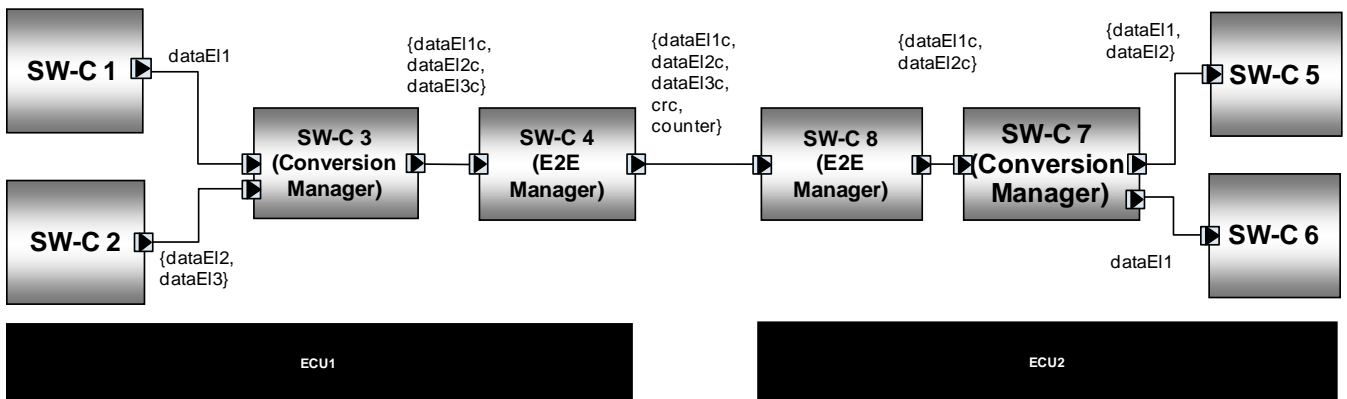 SW-C 1
dataEl1
SW-C 2
{dataEl2,
dataEl3}
SW-C 3
(Conversion
Manager)
{dataEl1c,
dataEl2c,
dataEl3c}
SW-C 4
(E2E
Manager)
{dataEl1c,
dataEl2c,
dataEl3c,
crc,
counter}
SW-C 8
(E2E
Manager)
{dataEl1c,
dataEl2c}
SW-C 7
(Conversion
Manager)
{dataEl1,
dataEl2}
SW-C 5
dataEl1
SW-C 6
ECU1
ECU2